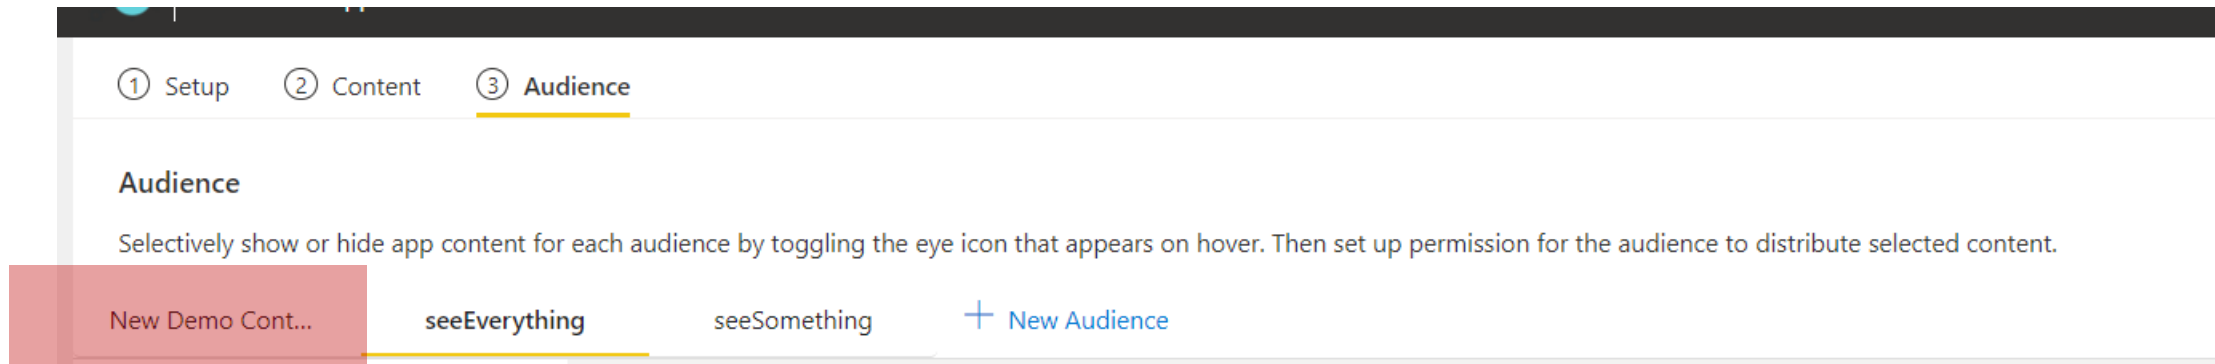 1 Setup 2 Content 3 Audience
Audience
Selectively show or hide app content for each audience by toggling the eye icon that appears on hover. Then set up permission for the audience to distribute selected content.
New Demo Cont... seeEverything seeSomething + New Audience